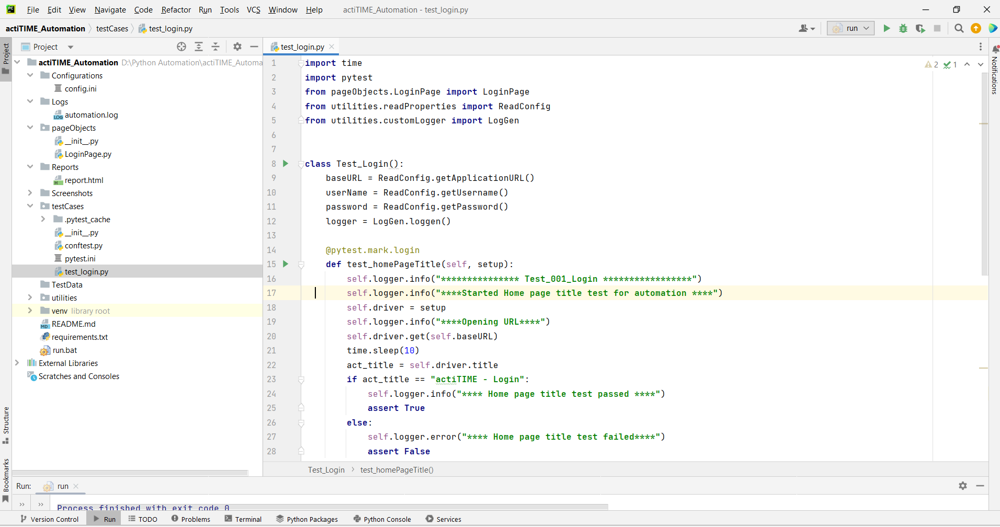 PC File Edit View Navigate Code Refactor Run Tools VCS Window Help actiTIME_Automation - test_login.py
actiTIME_Automation testCases test_login.py run
Project
Project
test_login.py
Notifications
actiTIME_Automation D:\Python Automation\actiTIME_Automa
Configurations
config.ini
Logs
automation.log
pageObjects
__init__.py
LoginPage.py
Reports
report.html
Screenshots
testCases
.pytest_cache
__init__.py
conftest.py
pytest.ini
test_login.py
TestData
utilities
venv library root
README.md
requirements.txt
run.bat
External Libraries
Scratches and Consoles
Structure
Bookmarks
2 1
1 import time
2 import pytest
3 from pageObjects.LoginPage import LoginPage
4 from utilities.readProperties import ReadConfig
5 from utilities.customLogger import LogGen
6
7
8 class Test_Login():
9 baseURL = ReadConfig.getApplicationURL()
10 userName = ReadConfig.getUsername()
11 password = ReadConfig.getPassword()
12 logger = LogGen.loggen()
13
14 @pytest.mark.login
15 def test_homePageTitle(self, setup):
16 self.logger.info("*************** Test_001_Login *****************")
17 self.logger.info("****Started Home page title test for automation ****")
18 self.driver = setup
19 self.logger.info("****Opening URL****")
20 self.driver.get(self.baseURL)
21 time.sleep(10)
22 act_title = self.driver.title
23 if act_title == "actiTIME - Login":
24 self.logger.info("**** Home page title test passed ****")
25 assert True
26 else:
27 self.logger.error("**** Home page title test failed****")
28 assert False
Test_Login test_homePageTitle()
Run: run
Process finished with exit code 0
Version Control Run TODO Problems Terminal Python Packages Python Console Services